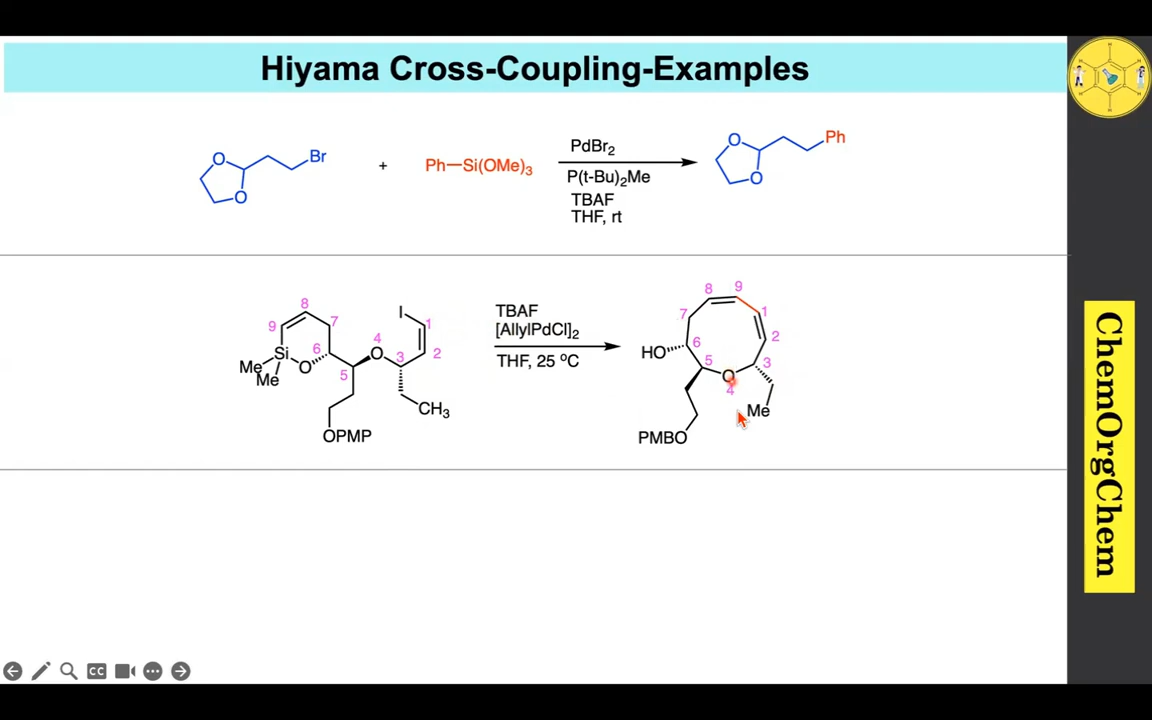 Hiyama Cross-Coupling-Examples
O
O
Br
+
Ph—Si(OMe)3
PdBr2
P(t-Bu)2Me
TBAF
THF, rt
O
O
Ph
8
9
7
Si
Me
Me
O
6
5
4
O
3
I
1
2
CH3
OPMP
TBAF
[AllylPdCl]2
THF, 25 ºC
8
9
7
1
2
HO
6
5
O
4
3
Me
PMBO
ChemOrgChem
H
H
H
H
H
H
CC